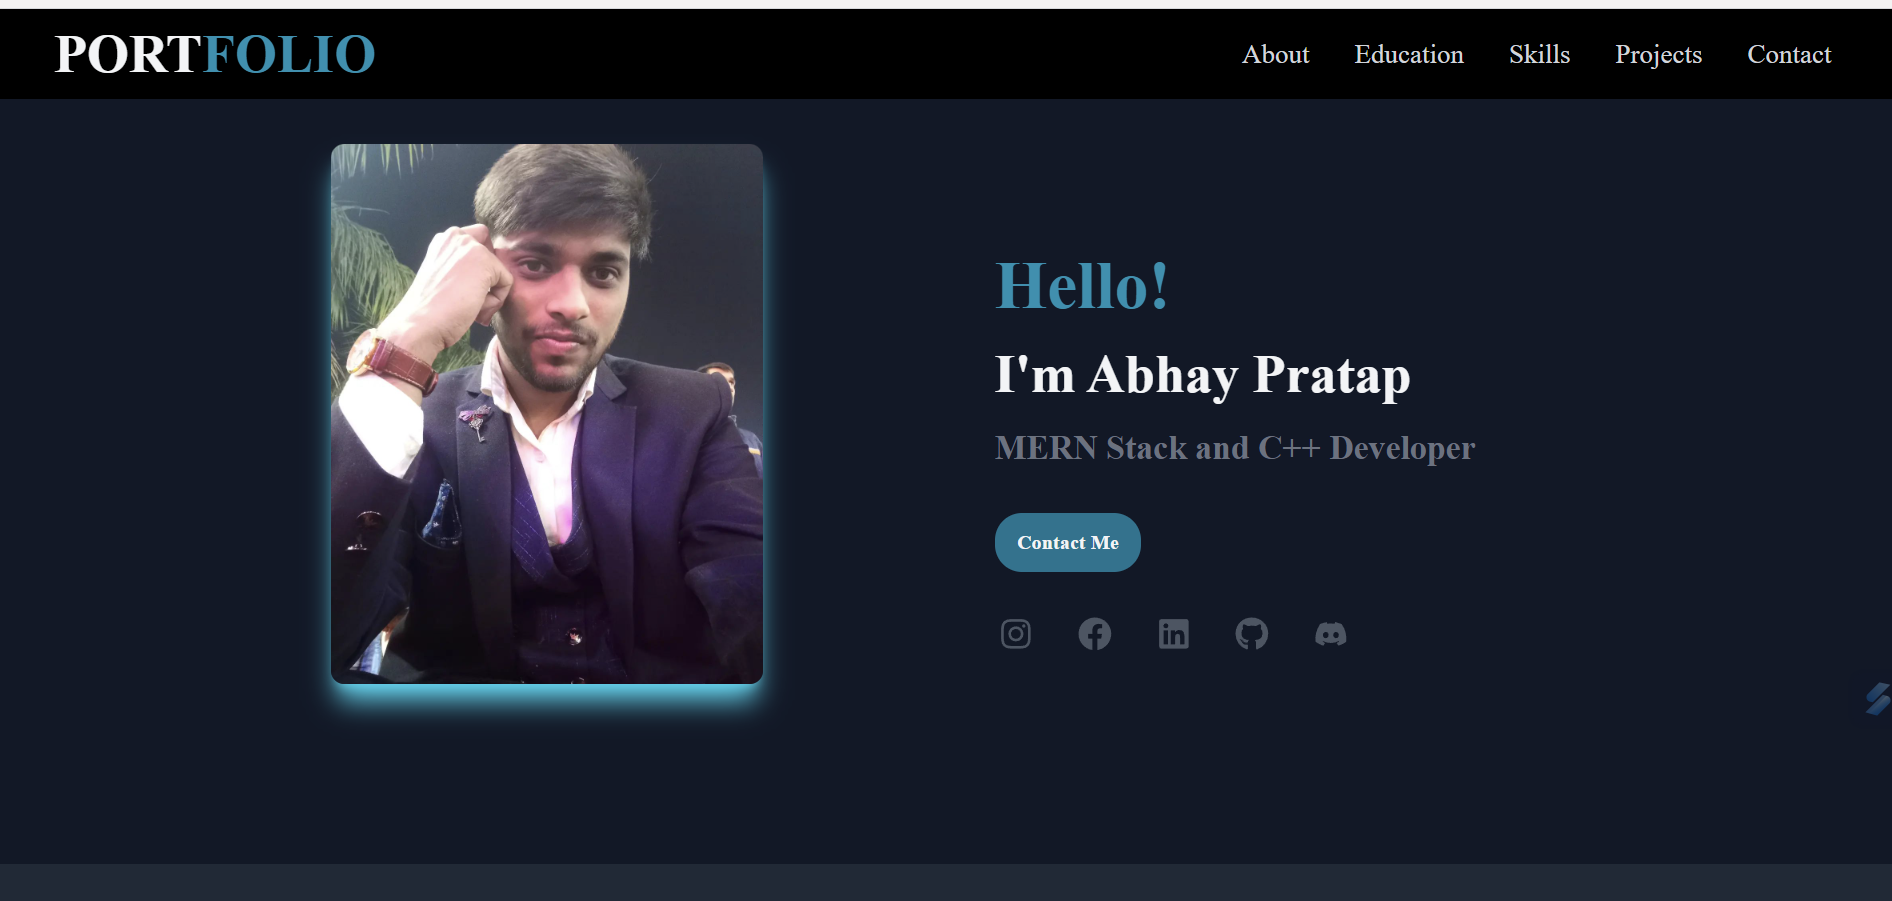 PORTFOLIO
About Education Skills Projects Contact
Hello!
I'm Abhay Pratap
MERN Stack and C++ Developer
Contact Me